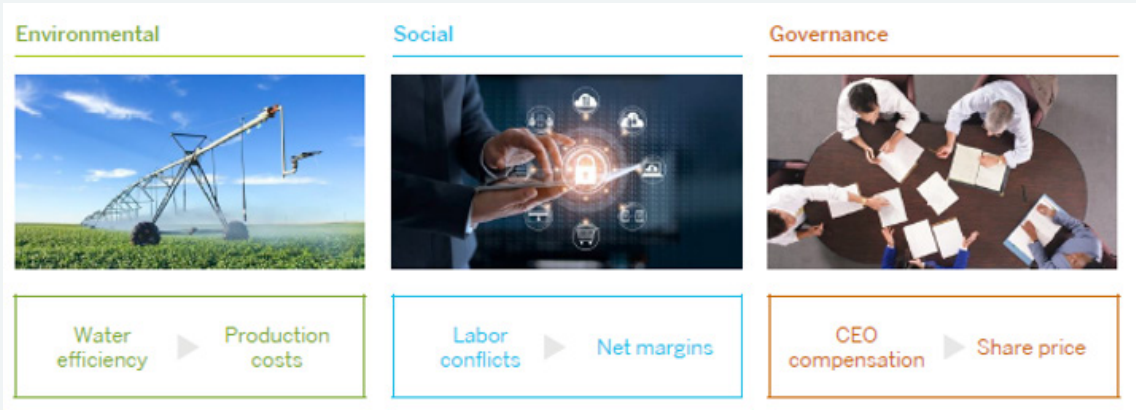 Environmental
Social
Governance
Water
efficiency
Production
costs
Labor
conflicts
Net margins
CEO
compensation
Share price